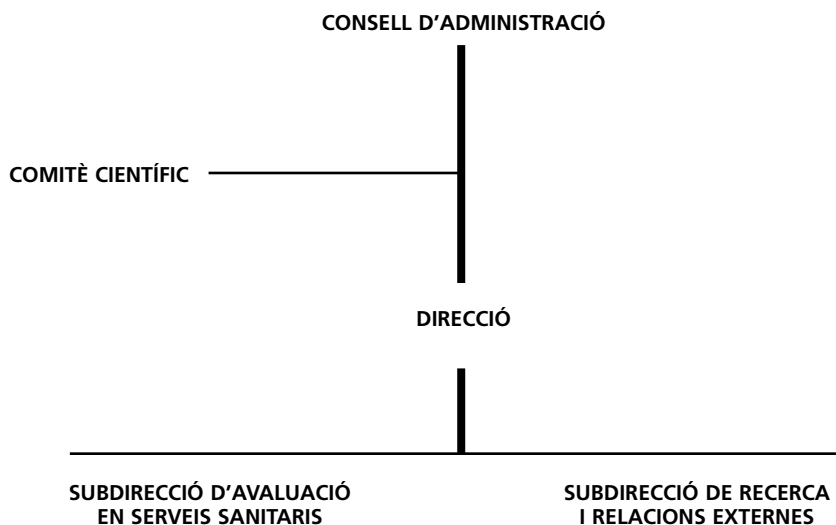 CONSELL D’ADMINISTRACIÓ
COMITÈ CIENTÍFIC
DIRECCIÓ
SUBDIRECCIÓ D’AVALUACIÓ
EN SERVEIS SANITARIS
SUBDIRECCIÓ DE RECERCA
I RELACIONS EXTERNES